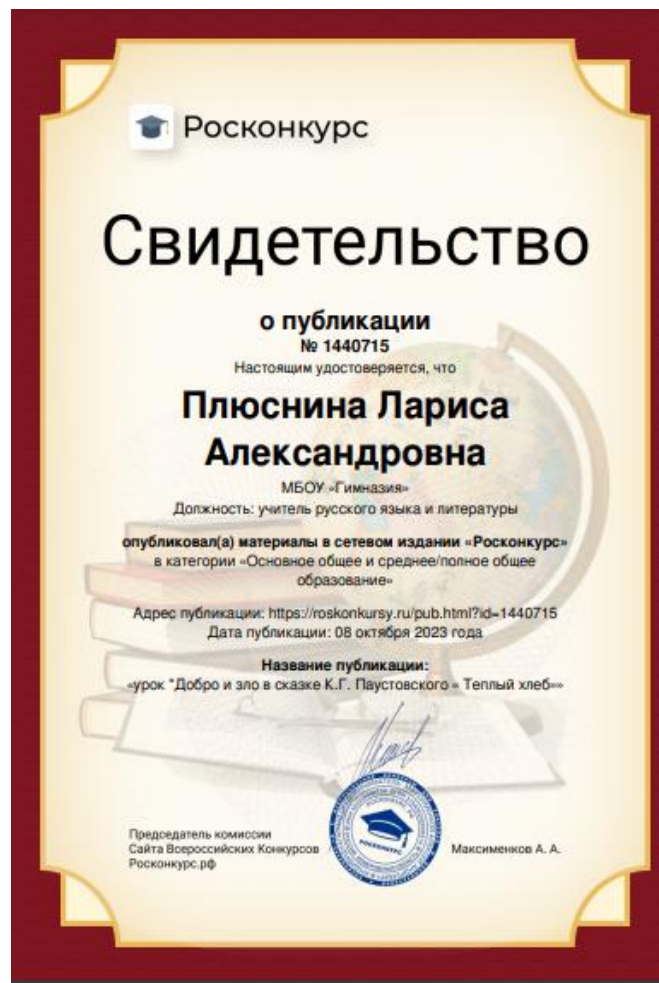 Росконкурс
Свидетельство
о публикации
№ 1440715
Настоящим удостоверяется, что
Плюснина Лариса
Александровна
МБОУ «Гимназия»
Должность: учитель русского языка и литературы
опубликовал(а) материалы в сетевом издании «Росконкурс»
в категории «Основное общее и среднее/полное общее
образование»
Адрес публикации: https://roskonkursy.ru/pub.html?id=1440715
Дата публикации: 08 октября 2023 года
Название публикации:
«урок "Добро и зло в сказке К.Г. Паустовского « Теплый хлеб»»
Председатель комиссии
Сайта Всероссийских Конкурсов
Росконкурс.рф
РОСКОНКУРС
Максименков А. А.